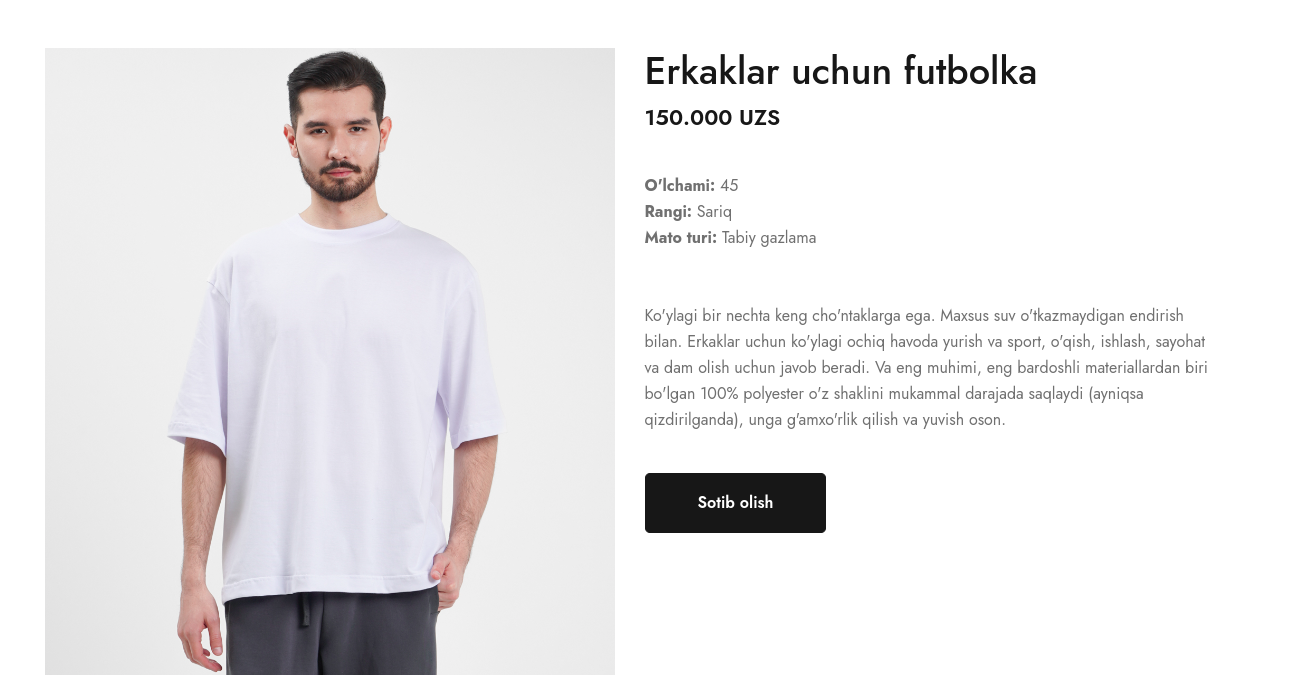 Erkaklar uchun futbolka
150.000 UZS
O'lchami: 45
Rangi: Sariq
Mato turi: Tabiy gazlama
Ko'ylagi bir nechta keng cho'ntaklarga ega. Maxsus suv o'tkazmaydigan endirish
bilan. Erkaklar uchun ko'ylagi ochiq havoda yurish va sport, o'qish, ishlash, sayohat
va dam olish uchun javob beradi. Va eng muhimi, eng bardoshli materiallardan biri
bo'lgan 100% polyester o'z shaklini mukammal darajada saqlaydi (ayniqsa
qizdirilganda), unga g'amxo'rlik qilish va yuvish oson.
Sotib olish